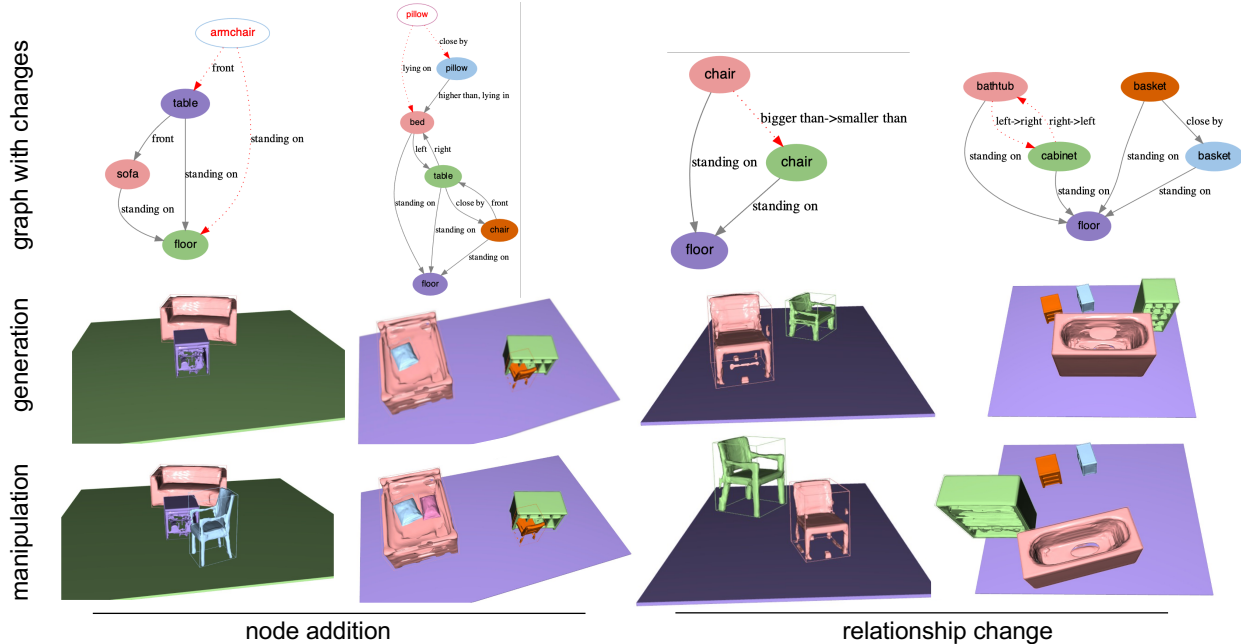 graph with changes
armchair
front
table
front
standing on
sofa
standing on
standing on
floor
pillow
close by
lying on
pillow
higher than, lying in
bed
left
right
table
standing on
close by
front
standing on
chair
standing on
floor
chair
bigger than->smaller than
standing on
chair
standing on
floor
bathtub
basket
left->right
right->left
close by
standing on
cabinet
standing on
basket
standing on
standing on
floor
generation
manipulation
node addition
relationship change